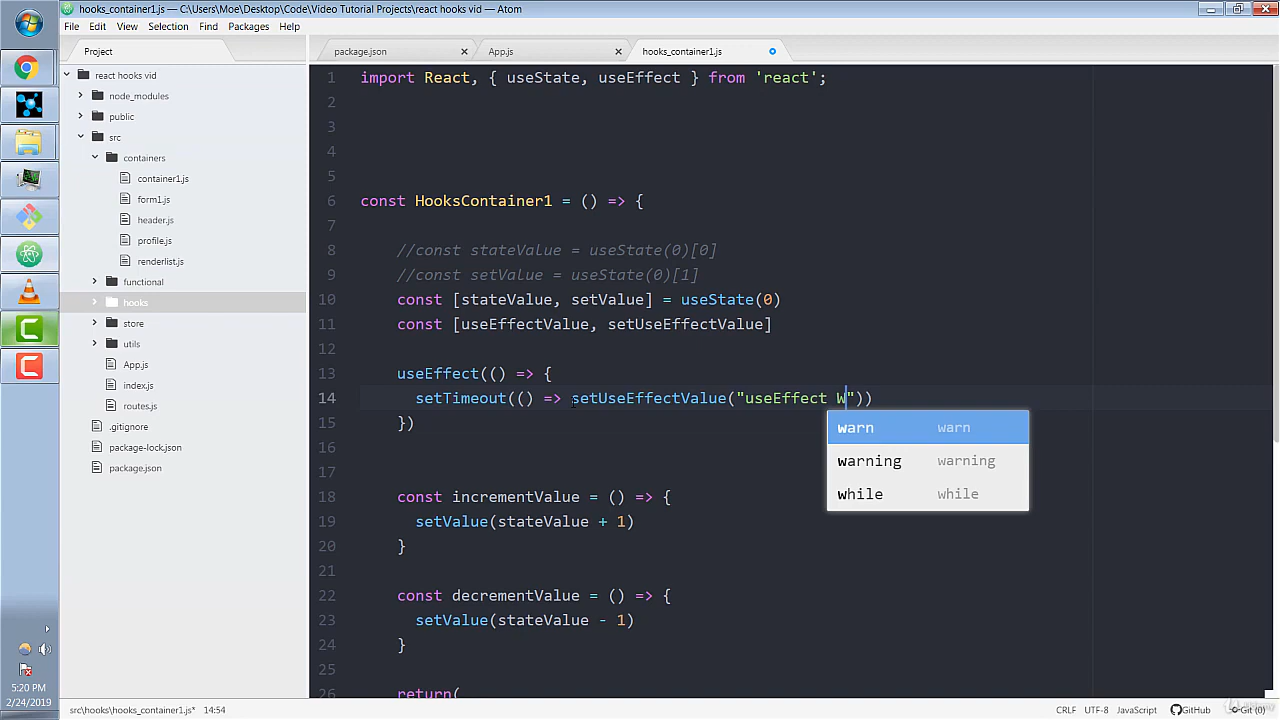 hooks_container1.js — C:\Users\Moe\Desktop\Code\Video Tutorial Projects\react hooks vid — Atom
File Edit View Selection Find Packages Help
Project
package.json
App.js
hooks_container1.js
react hooks vid
node_modules
public
src
containers
container1.js
form1.js
header.js
profile.js
renderlist.js
functional
hooks
store
utils
App.js
index.js
routes.js
.gitignore
package-lock.json
package.json
1 import React, { useState, useEffect } from 'react';
2
3
4
5
6 const HooksContainer1 = () => {
7
8 //const stateValue = useState(0)[0]
9 //const setValue = useState(0)[1]
10 const [stateValue, setValue] = useState(0)
11 const [useEffectValue, setUseEffectValue]
12
13 useEffect(() => {
14 setTimeout(() => setUseEffectValue("useEffect W"))
15 })
16
17
18 const incrementValue = () => {
19 setValue(stateValue + 1)
20 }
21
22 const decrementValue = () => {
23 setValue(stateValue - 1)
24 }
25
26 return(
warn warn
warning warning
while while
5:20 PM
2/24/2019
src\hooks\hooks_container1.js* 14:54
CRLF UTF-8 JavaScript GitHub Git (0)